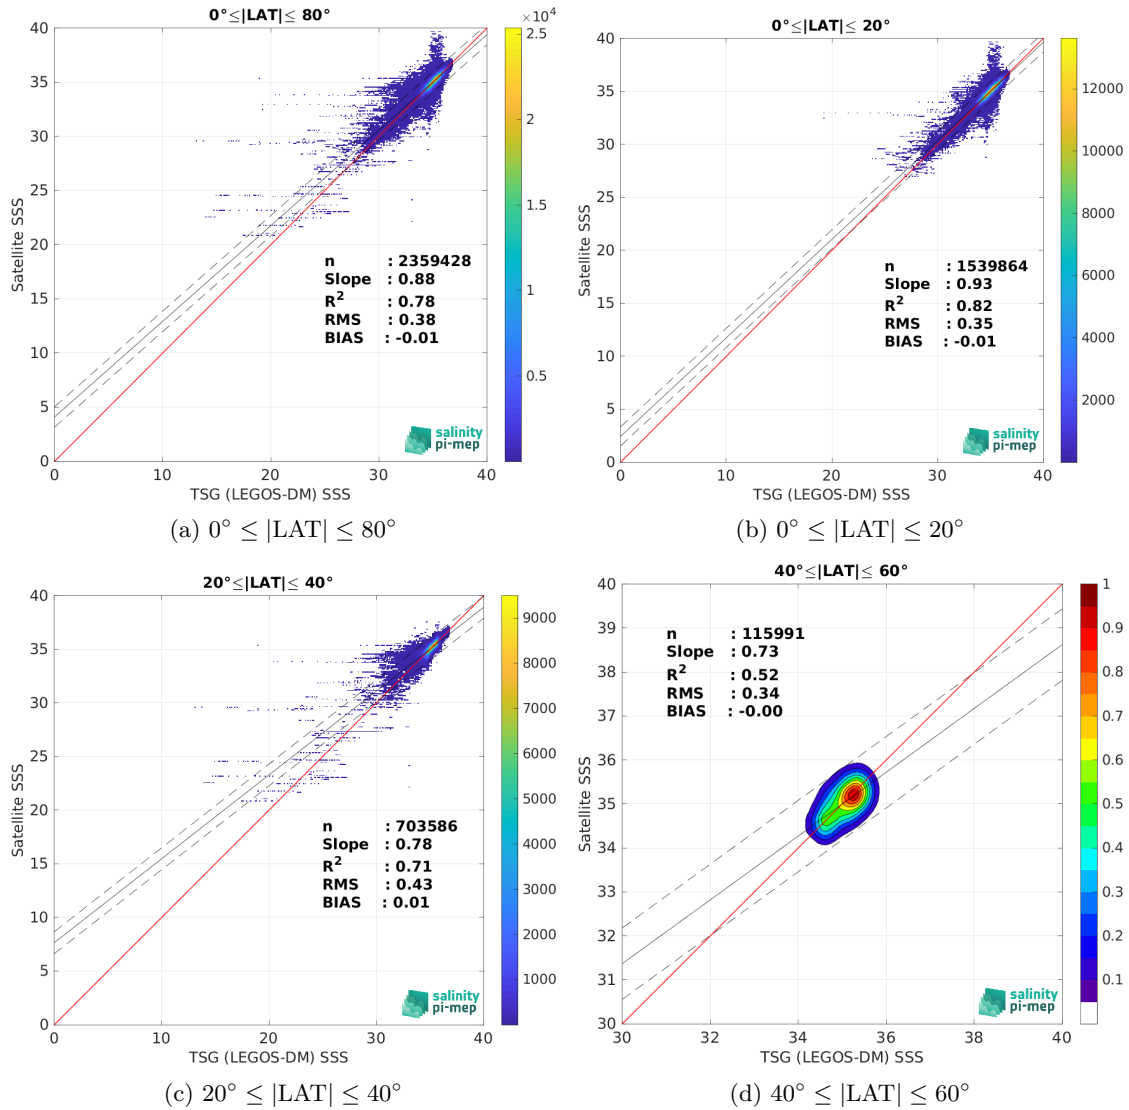 0°≤|LAT|≤ 80°
×10⁴
Satellite SSS
40
35
30
25
20
15
10
5
0
n : 2359428
Slope : 0.88
R² : 0.78
RMS : 0.38
BIAS : -0.01
salinity
pi-mep
0 10 20 30 40
TSG (LEGOS-DM) SSS
2.5
2
1.5
1
0.5
(a) 0° ≤ |LAT| ≤ 80°
0°≤|LAT|≤ 20°
Satellite SSS
40
35
30
25
20
15
10
5
0
n : 1539864
Slope : 0.93
R² : 0.82
RMS : 0.35
BIAS : -0.01
salinity
pi-mep
0 10 20 30 40
TSG (LEGOS-DM) SSS
12000
10000
8000
6000
4000
2000
(b) 0° ≤ |LAT| ≤ 20°
20°≤|LAT|≤ 40°
Satellite SSS
40
35
30
25
20
15
10
5
0
n : 703586
Slope : 0.78
R² : 0.71
RMS : 0.43
BIAS : 0.01
salinity
pi-mep
0 10 20 30 40
TSG (LEGOS-DM) SSS
9000
8000
7000
6000
5000
4000
3000
2000
1000
(c) 20° ≤ |LAT| ≤ 40°
40°≤|LAT|≤ 60°
Satellite SSS
40
39
38
37
36
35
34
33
32
31
30
n : 115991
Slope : 0.73
R² : 0.52
RMS : 0.34
BIAS : -0.00
salinity
pi-mep
30 32 34 36 38 40
TSG (LEGOS-DM) SSS
1
0.9
0.8
0.7
0.6
0.5
0.4
0.3
0.2
0.1
(d) 40° ≤ |LAT| ≤ 60°